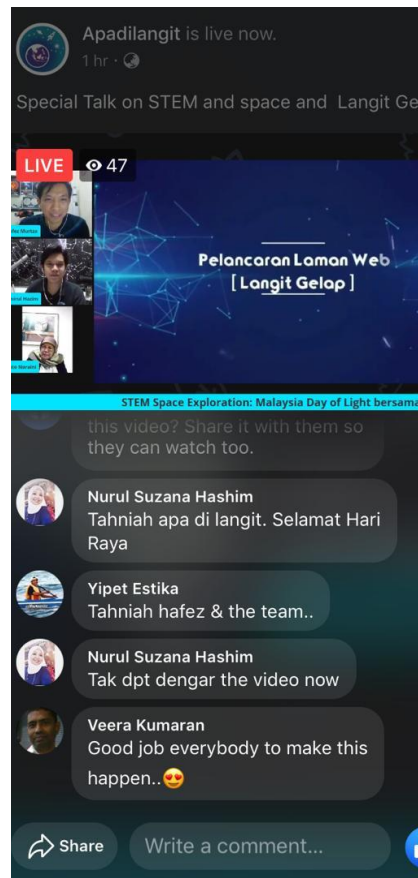 Apadilangit is live now.
1 hr ·
Special Talk on STEM and space and Langit Ge
LIVE 47
Pelancaran Laman Web
[ Langit Gelap ]
STEM Space Exploration: Malaysia Day of Light bersama
this video? Share it with them so
they can watch too.
Nurul Suzana Hashim
Tahniah apa di langit. Selamat Hari
Raya
Yipet Estika
Tahniah hafez & the team..
Nurul Suzana Hashim
Tak dpt dengar the video now
Veera Kumaran
Good job everybody to make this
happen..😍
Share
Write a comment...